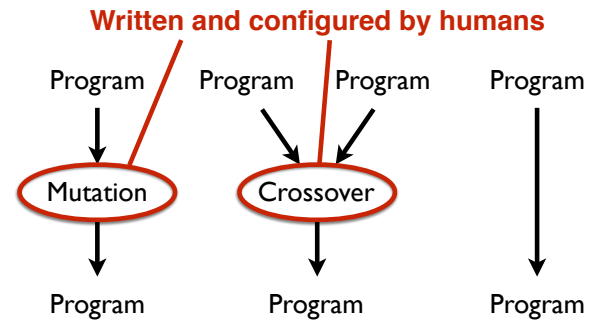 Written and configured by humans
Program Program Program Program
Mutation Crossover
Program Program Program